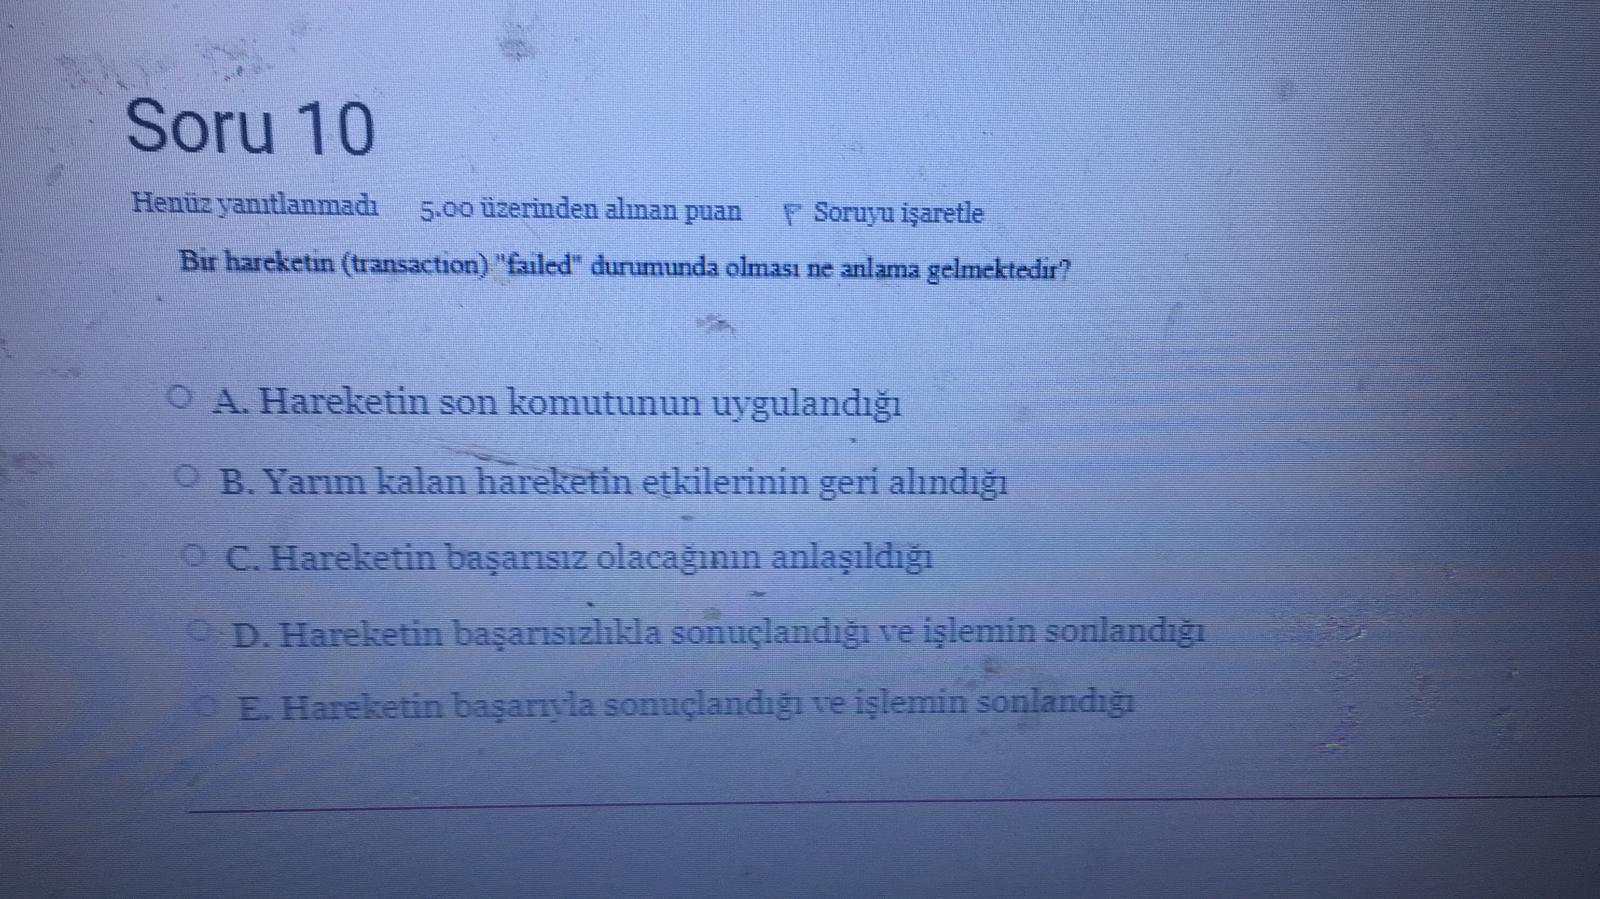 Soru 10
Henüz yanıtlanmadı 5.00 üzerinden alınan puan Soruyu işaretle
Bir hareketin (transaction) "failed" durumunda olması ne anlama gelmektedir?
A. Hareketin son komutunun uygulandığı
B. Yarım kalan hareketin etkilerinin geri alındığı
C. Hareketin başarısız olacağının anlaşıldığı
D. Hareketin başarısızlıkla sonuçlandığı ve işlemin sonlandığı
E. Hareketin başarıyla sonuçlandığı ve işlemin sonlandığı